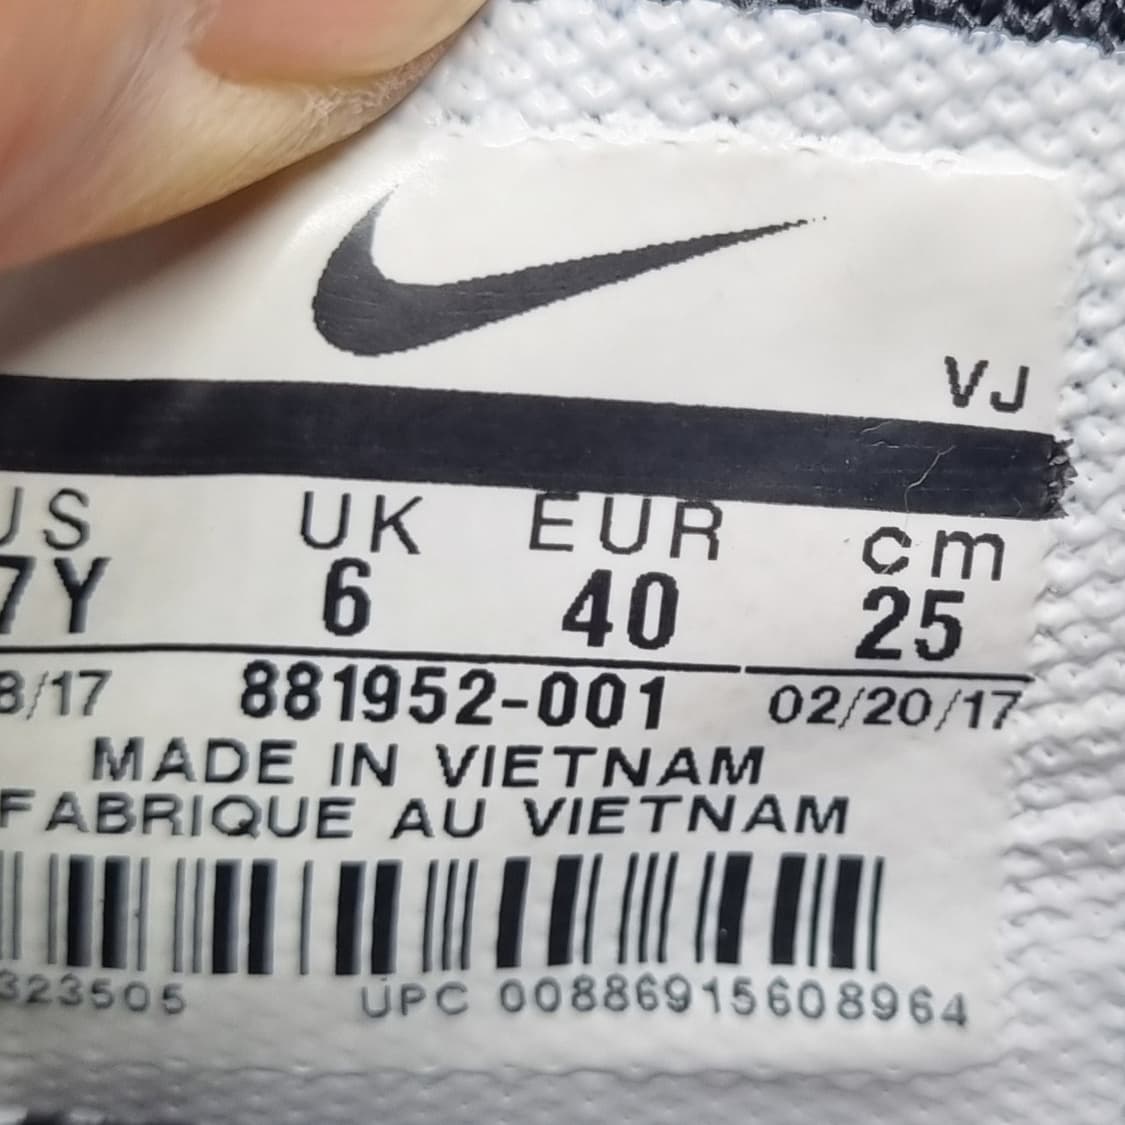 VJ
US UK EUR cm
7Y 6 40 25
8/17 881952-001 02/20/17
MADE IN VIETNAM
FABRIQUE AU VIETNAM
323505 UPC 00886915608964